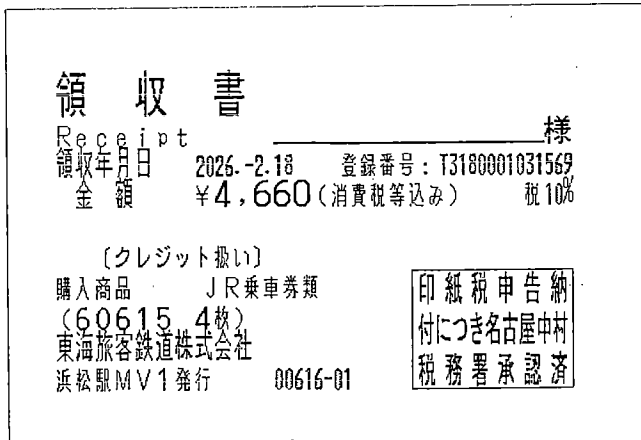 領収書
Receipt
様
領収年月日 2026.-2.18 登録番号：T3180001031569
金額 ¥4,660(消費税等込み) 税10%
〔クレジット扱い〕
購入商品 JR乗車券類
(60615 4枚)
東海旅客鉄道株式会社
浜松駅MV1発行 00616-01
印紙税申告納
付につき名古屋中村
税務署承認済